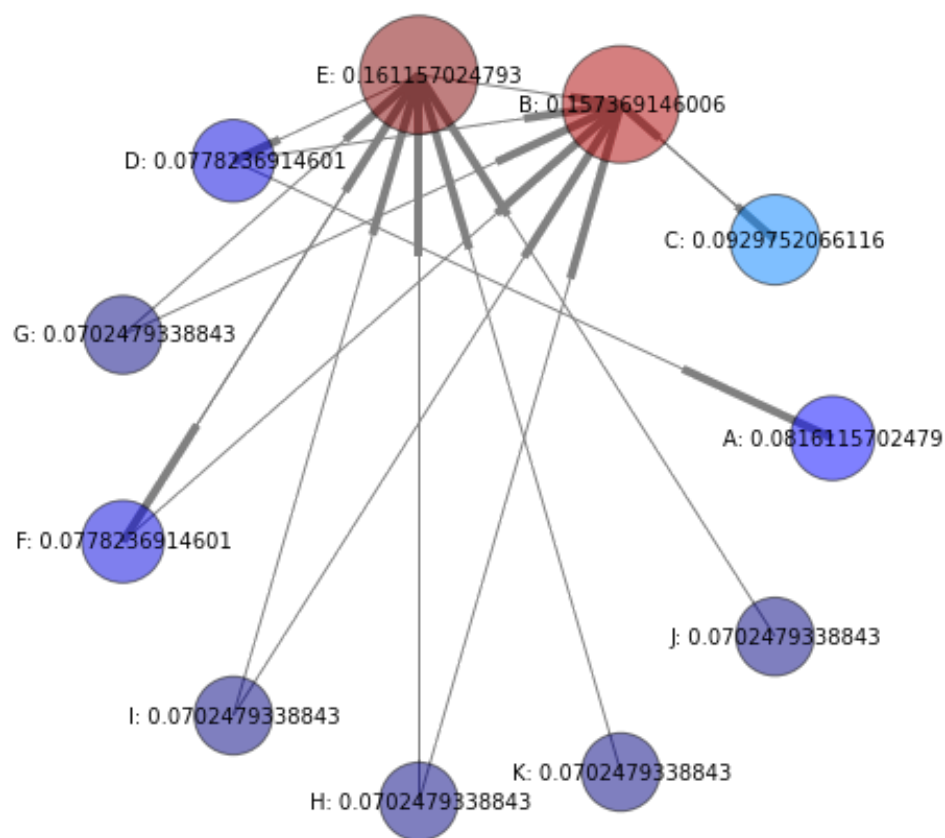 E: 0.161157024793
B: 0.157369146006
D: 0.0778236914601
C: 0.0929752066116
G: 0.0702479338843
A: 0.0816115702479
F: 0.0778236914601
J: 0.0702479338843
I: 0.0702479338843
K: 0.0702479338843
H: 0.0702479338843